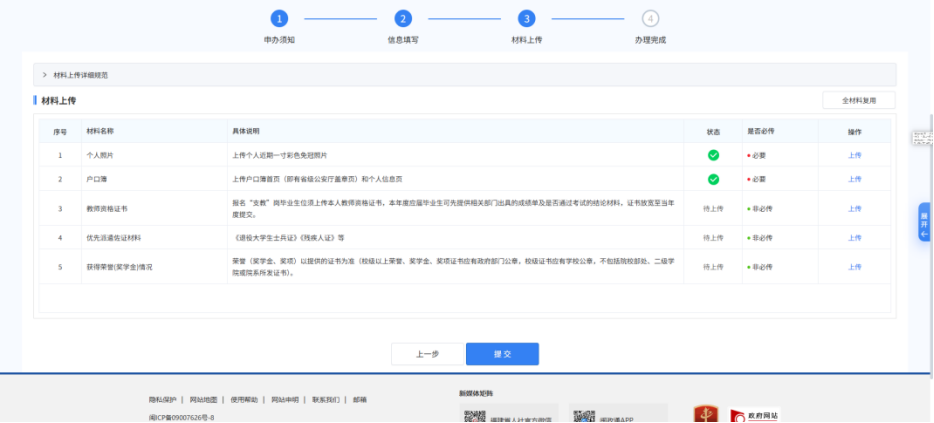 1 2 3 4
申办须知 信息填写 材料上传 办理完成
> 材料上传详细规范
材料上传 全材料复用
序号 材料名称 具体说明 状态 是否必传 操作
1 个人照片 上传个人近期一寸彩色免冠照片 必要 上传
2 户口簿 上传户口簿首页（即有省级公安厅盖章页）和个人信息页 必要 上传
3 教师资格证书 报名“支教”岗毕业生位须上传本人教师资格证书，本年度应届毕业生可先提供相关部门出具的成绩单及是否通过考试的结论材料，证书放宽至当年 待上传 非必传 上传
度提交。
4 优先派遣佐证材料 《退役大学生士兵证》《残疾人证》等 待上传 非必传 上传
5 获得荣誉(奖学金)情况 荣誉（奖学金、奖项）以提供的证书为准（校级以上荣誉、奖学金、奖项证书应有政府部门公章，校级证书应有学校公章，不包括院校部处、二级学 待上传 非必传 上传
院或院系所发证书）。
展开
上一步 提交
隐私保护 | 网站地图 | 使用帮助 | 网站申明 | 联系我们 | 邮箱
新媒体矩阵
闽ICP备09007626号-8
福建省人社官方微信 闽政通APP
政府网站